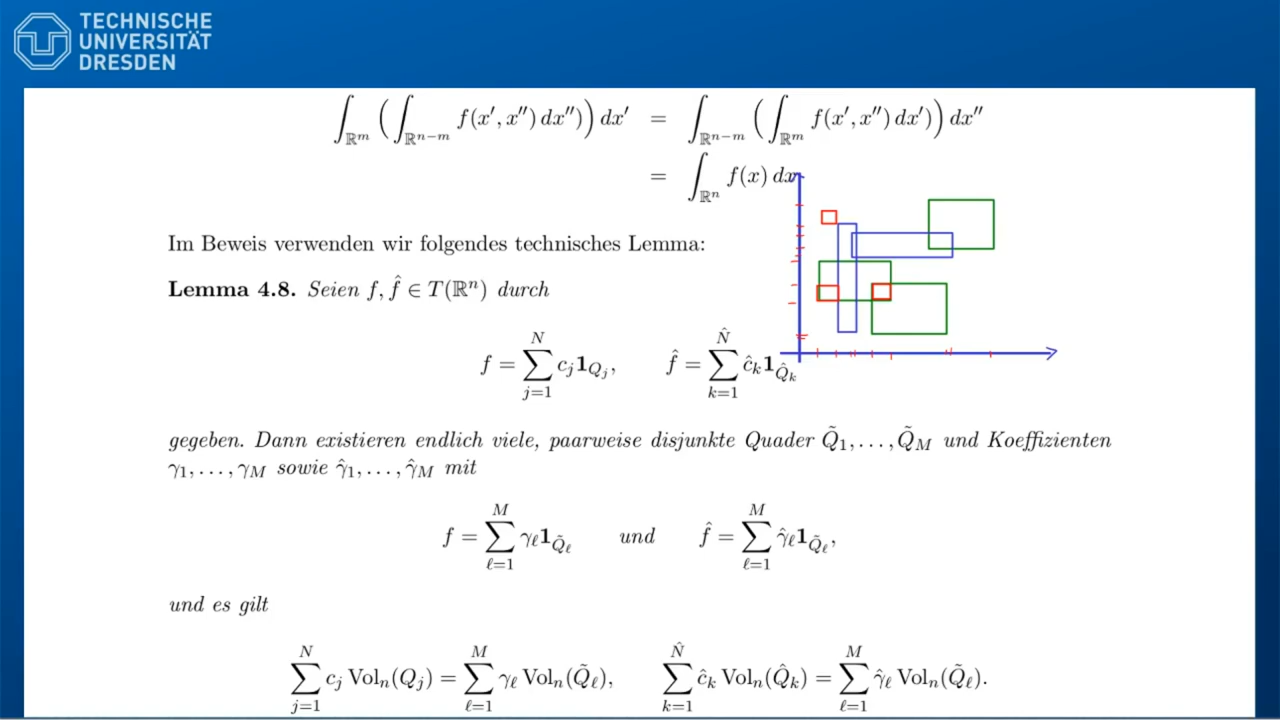 TECHNISCHE
UNIVERSITÄT
DRESDEN
∫_{ℝ^m} ( ∫_{ℝ^{n−m}} f(x′, x″) dx″) ) dx′ = ∫_{ℝ^{n−m}} ( ∫_{ℝ^m} f(x′, x″) dx′) ) dx″
= ∫_{ℝ^n} f(x) dx
Im Beweis verwenden wir folgendes technisches Lemma:
Lemma 4.8. Seien f, f̂ ∈ T(ℝ^n) durch
f = ∑_{j=1}^{N} c_j 1_{Q_j}, f̂ = ∑_{k=1}^{N̂} ĉ_k 1_{Q̂_k}
gegeben. Dann existieren endlich viele, paarweise disjunkte Quader Q̃_1, . . . , Q̃_M und Koeffizienten
γ_1, . . . , γ_M sowie γ̂_1, . . . , γ̂_M mit
f = ∑_{ℓ=1}^{M} γ_ℓ 1_{Q̃_ℓ} und f̂ = ∑_{ℓ=1}^{M} γ̂_ℓ 1_{Q̃_ℓ},
und es gilt
∑_{j=1}^{N} c_j Vol_n(Q_j) = ∑_{ℓ=1}^{M} γ_ℓ Vol_n(Q̃_ℓ), ∑_{k=1}^{N̂} ĉ_k Vol_n(Q̂_k) = ∑_{ℓ=1}^{M} γ̂_ℓ Vol_n(Q̃_ℓ).